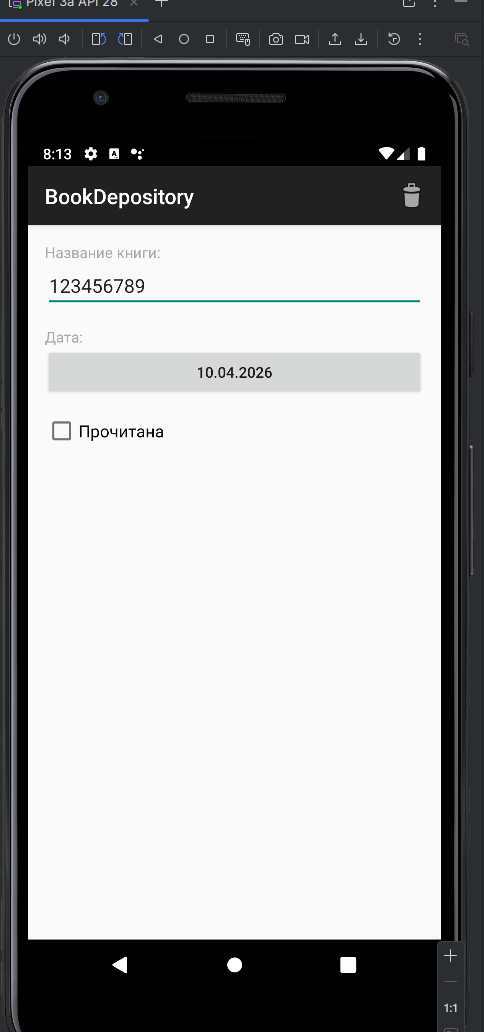 Pixel 3a API 28
8:13
BookDepository
Название книги:
123456789
Дата:
10.04.2026
Прочитана
1:1